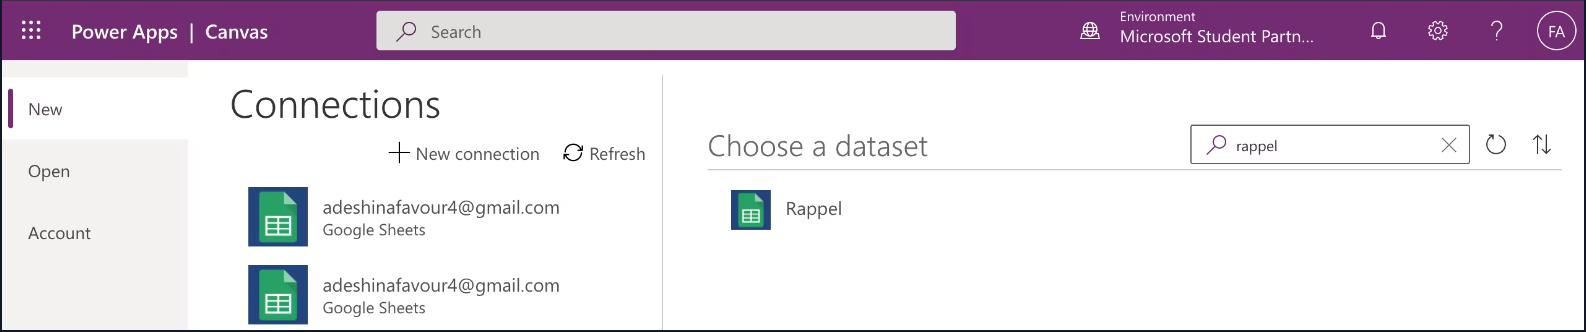 Power Apps | Canvas
Search
Environment
Microsoft Student Partn...
?
FA
New
Open
Account
Connections
New connection
Refresh
adeshinafavour4@gmail.com
Google Sheets
adeshinafavour4@gmail.com
Google Sheets
Choose a dataset
rappel
Rappel